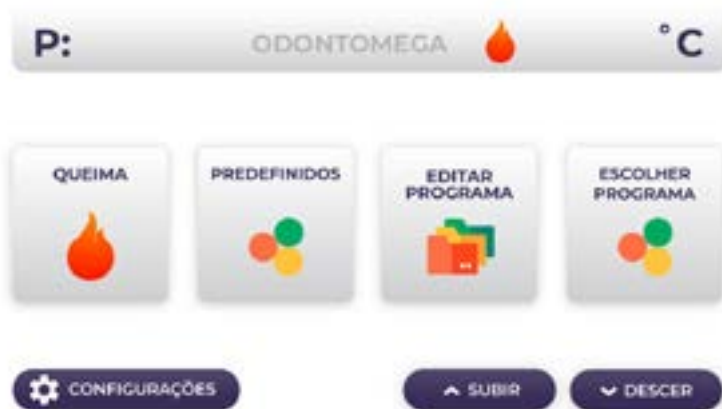 P: ODONTOMEGA °C
QUEIMA
PREDEFINIDOS
EDITAR
PROGRAMA
ESCOLHER
PROGRAMA
CONFIGURAÇÕES
SUBIR
DESCER